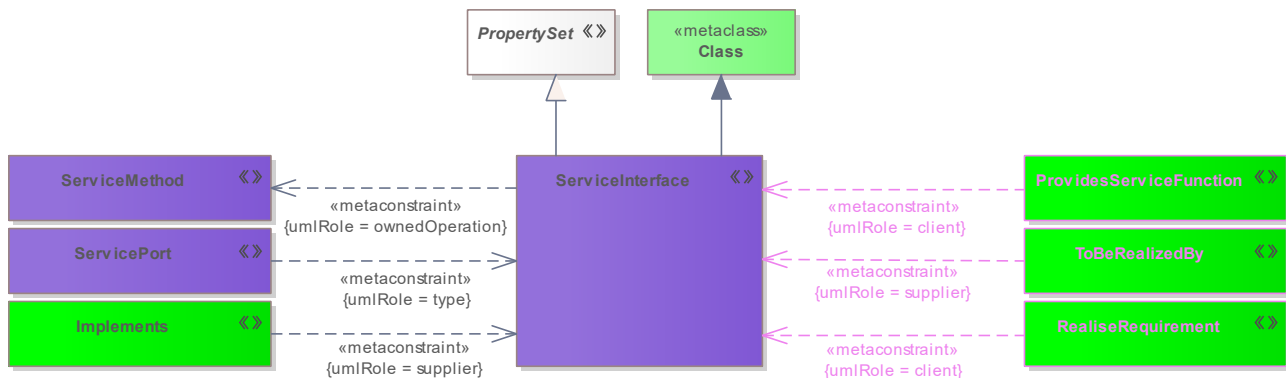 PropertySet «»
«metaclass»
Class
ServiceMethod «»
ServiceInterface «»
ProvidesServiceFunction «»
«metaconstraint»
{umlRole = ownedOperation}
«metaconstraint»
{umlRole = client}
ServicePort «»
ToBeRealizedBy «»
«metaconstraint»
{umlRole = type}
«metaconstraint»
{umlRole = supplier}
Implements «»
RealiseRequirement «»
«metaconstraint»
{umlRole = supplier}
«metaconstraint»
{umlRole = client}